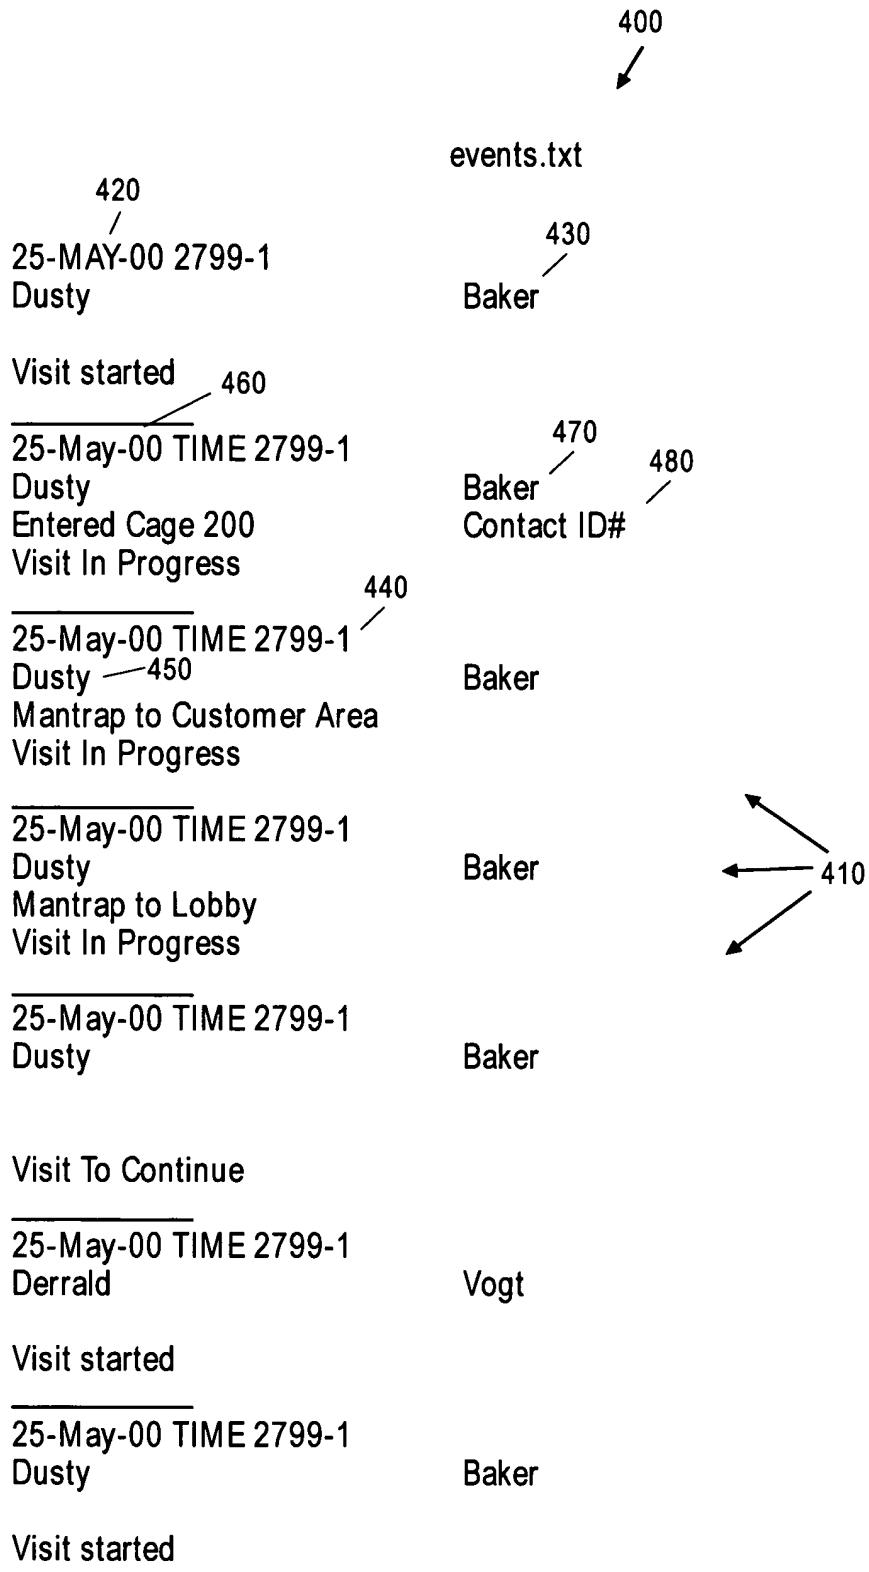 400
events.txt
420
25-MAY-00 2799-1
430
Dusty Baker
Visit started
460
25-May-00 TIME 2799-1
470
480
Dusty Baker
Entered Cage 200 Contact ID#
Visit In Progress
440
25-May-00 TIME 2799-1
Dusty 450 Baker
Mantrap to Customer Area
Visit In Progress
25-May-00 TIME 2799-1
Dusty Baker 410
Mantrap to Lobby
Visit In Progress
25-May-00 TIME 2799-1
Dusty Baker
Visit To Continue
25-May-00 TIME 2799-1
Derrald Vogt
Visit started
25-May-00 TIME 2799-1
Dusty Baker
Visit started